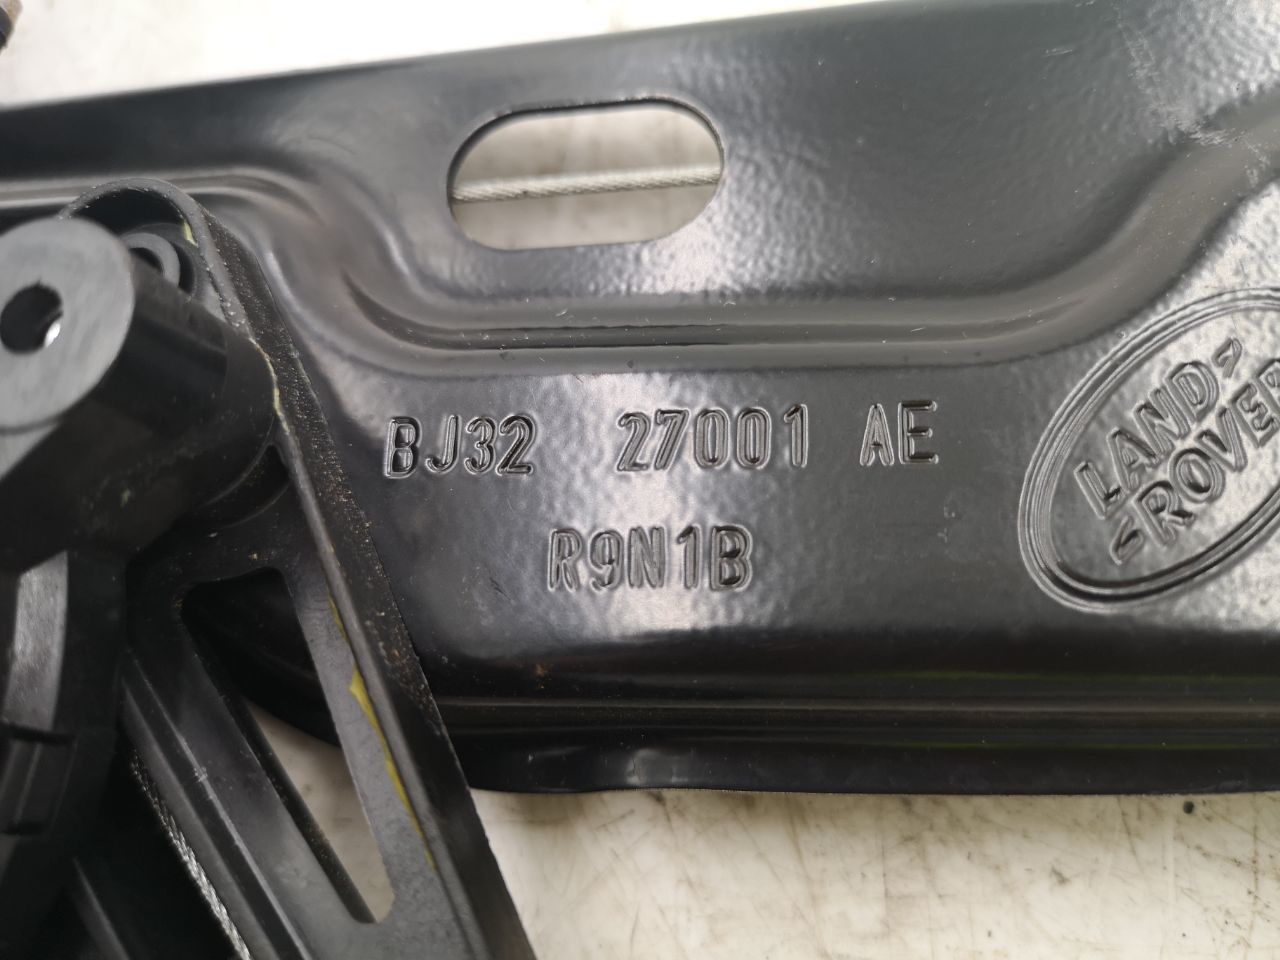 BJ32 27001 AE
R9N1B
LAND
ROVER